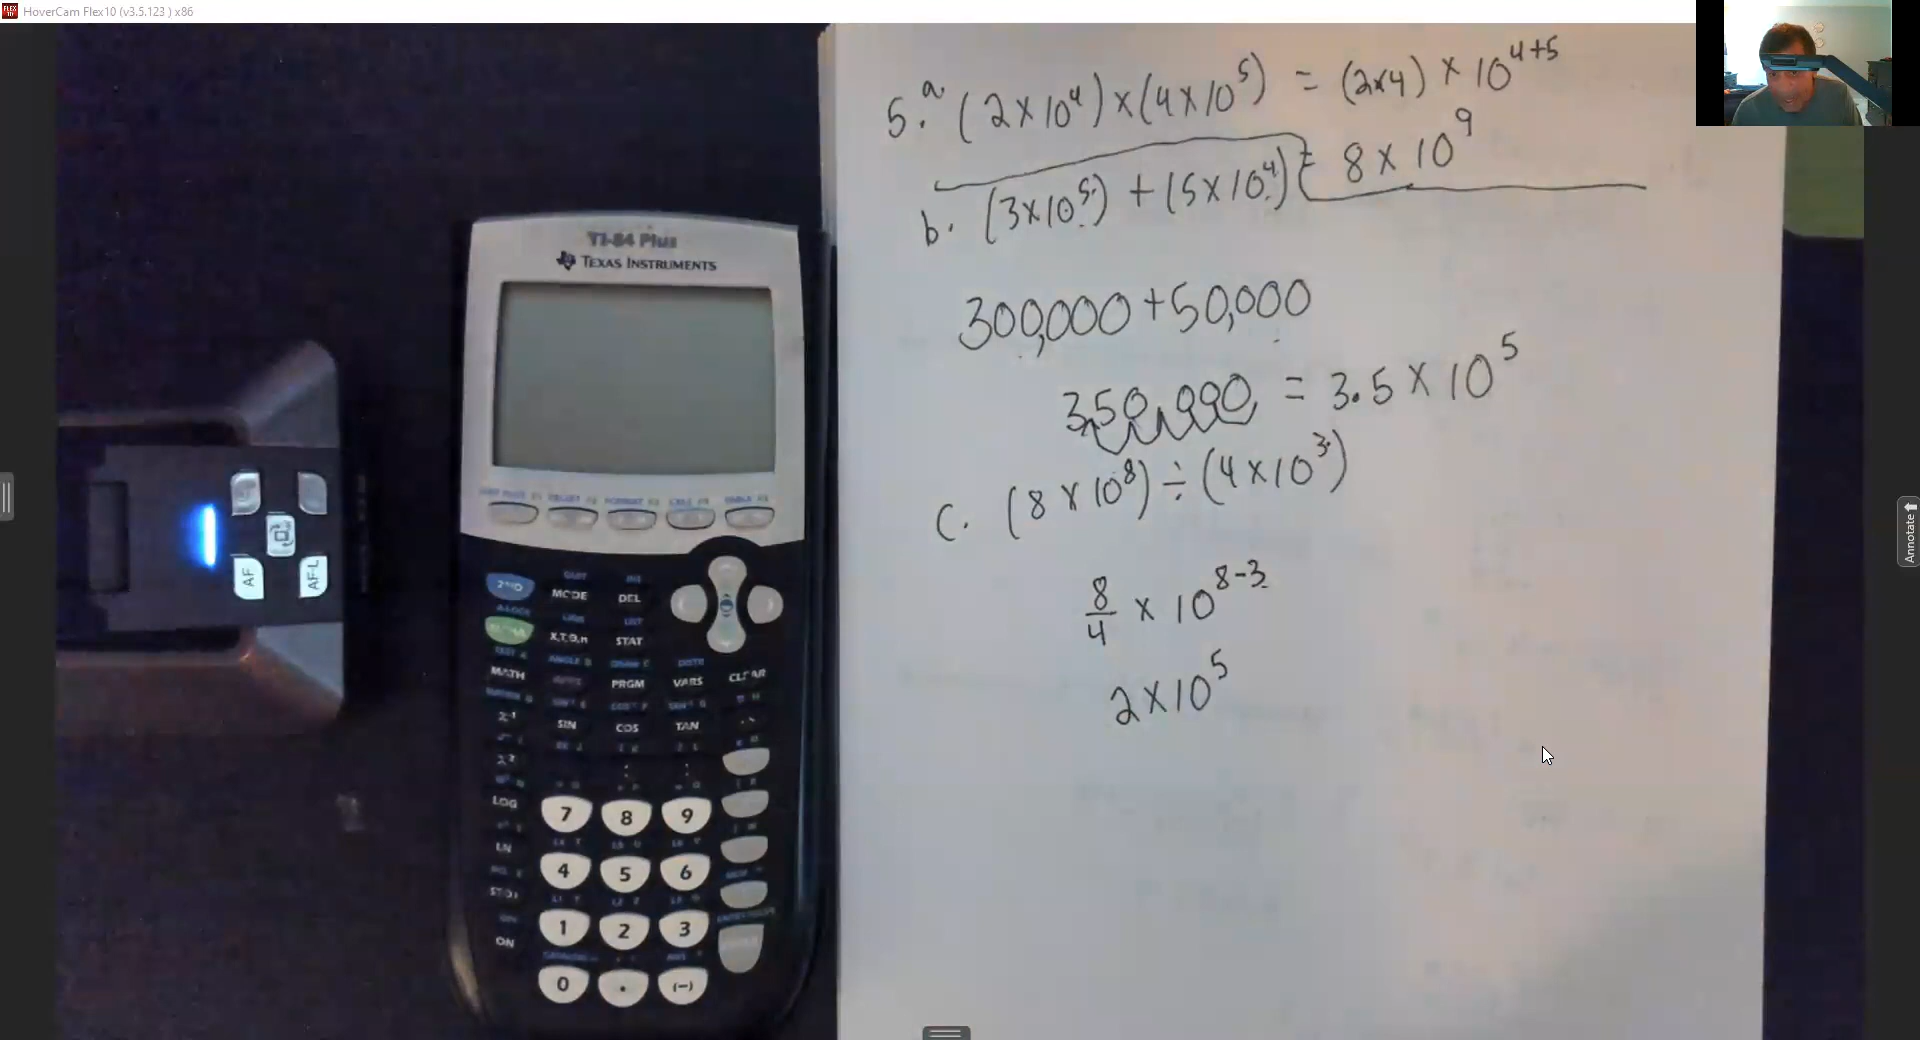 FLEX 10 HoverCam Flex10 (v3.5.123 ) x86
5. a. (2 × 10⁴) × (4 × 10⁵) = (2×4) × 10⁴⁺⁵
= 8 × 10⁹
b. (3×10⁵) + (5×10⁴)
300,000 + 50,000
350,000 = 3.5 × 10⁵
c. (8 × 10⁸) ÷ (4 × 10³)
8/4 × 10⁸⁻³
2 × 10⁵
TI-84 Plus
TEXAS INSTRUMENTS
2ND MODE DEL
X,T,Θ,n STAT
MATH PRGM VARS CLEAR
SIN COS TAN
LOG 7 8 9
LN 4 5 6
1 2 3
ON
0 . (−)
AF AF-L
Annotate